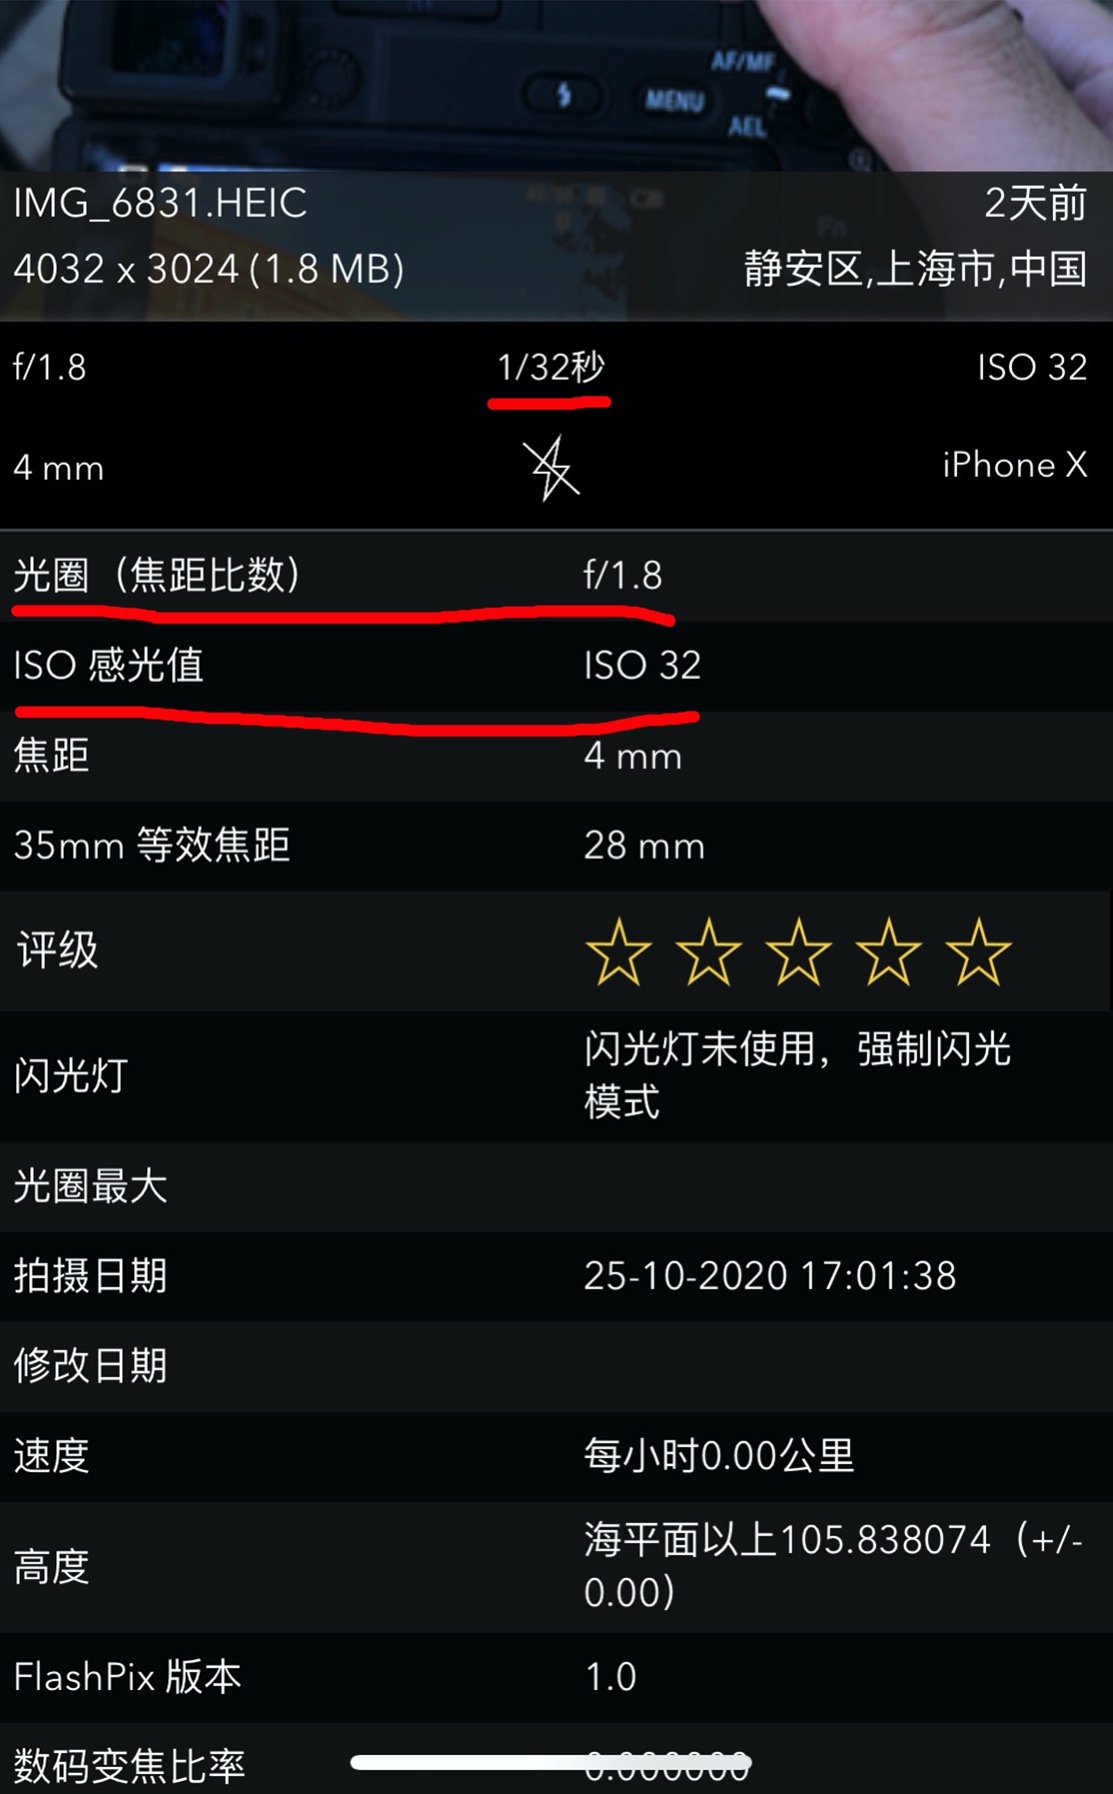 AF/MF
MENU
AEL
IMG_6831.HEIC
2天前
4032 x 3024 (1.8 MB)
静安区,上海市,中国
Fn
f/1.8
1/32秒
ISO 32
4 mm
iPhone X
光圈（焦距比数）
f/1.8
ISO 感光值
ISO 32
焦距
4 mm
35mm 等效焦距
28 mm
评级
闪光灯
闪光灯未使用，强制闪光
模式
光圈最大
拍摄日期
25-10-2020 17:01:38
修改日期
速度
每小时0.00公里
高度
海平面以上105.838074（+/-
0.00）
FlashPix 版本
1.0
数码变焦比率
0.000000